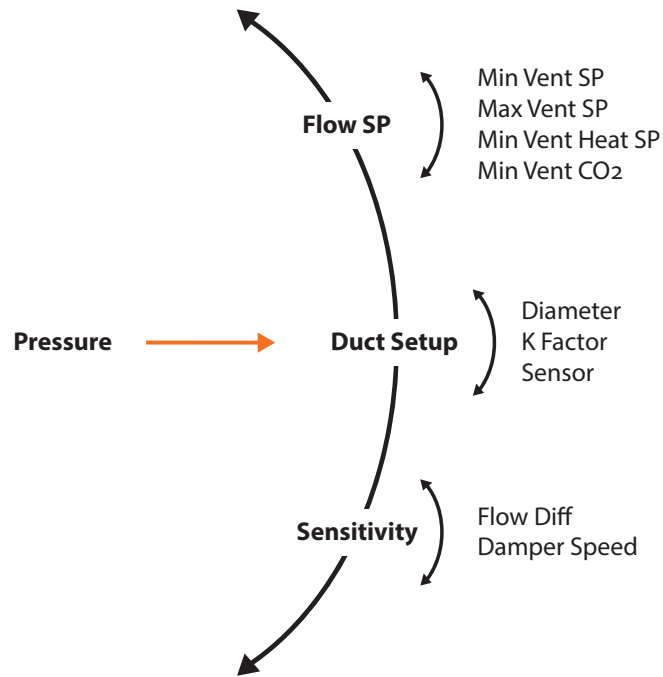 Flow SP
Min Vent SP
Max Vent SP
Min Vent Heat SP
Min Vent CO2
Pressure
Duct Setup
Diameter
K Factor
Sensor
Sensitivity
Flow Diff
Damper Speed